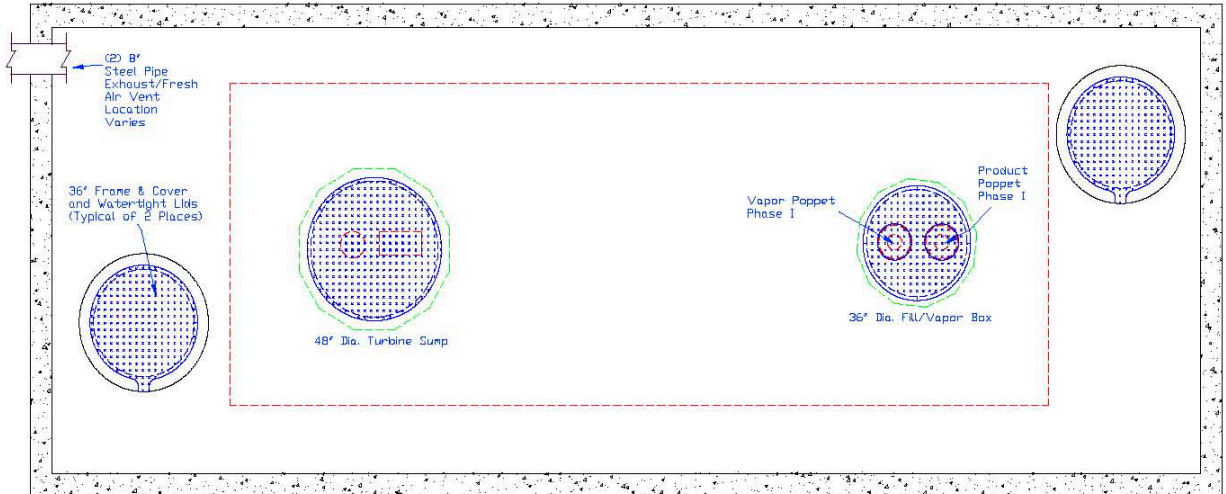 (2) 8"
Steel Pipe
Exhaust/Fresh
Air Vent
Location
Varies
36" Frame & Cover
and Watertight Lids
(Typical of 2 Places)
48" Dia. Turbine Sump
Vapor Poppet
Phase I
Product
Poppet
Phase I
36" Dia. Fill/Vapor Box